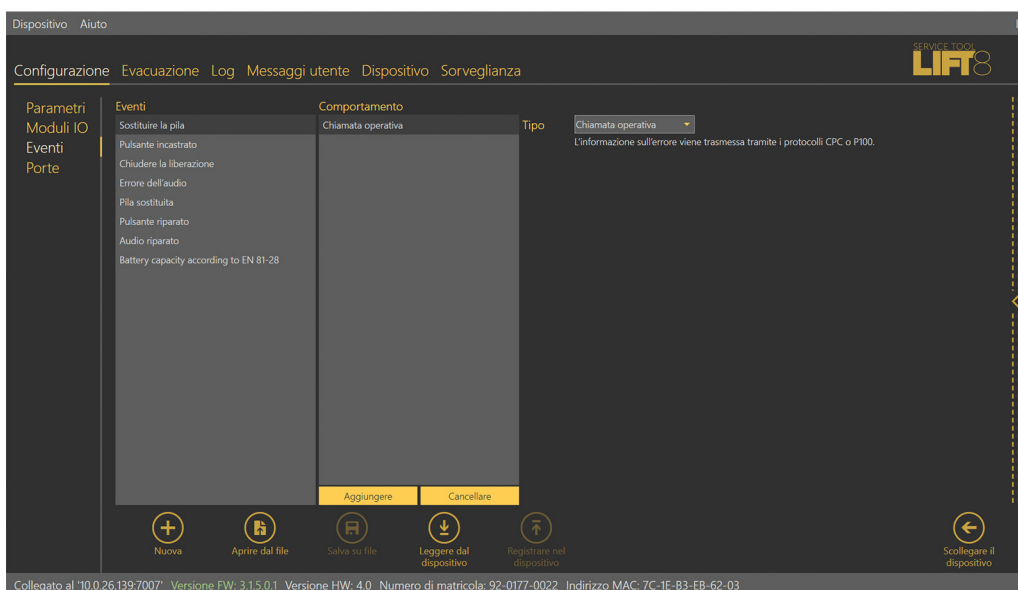 Dispositivo Aiuto
SERVICE TOOL
LIFT8
Configurazione Evacuazione Log Messaggi utente Dispositivo Sorveglianza
Parametri
Moduli IO
Eventi
Porte
Eventi
Sostituire la pila
Pulsante incastrato
Chiudere la liberazione
Errore dell'audio
Pila sostituita
Pulsante riparato
Audio riparato
Battery capacity according to EN 81-28
Comportamento
Chiamata operativa
Aggiungere Cancellare
Tipo Chiamata operativa
L'informazione sull'errore viene trasmessa tramite i protocolli CPC o P100.
Nuova
Aprire dal file
Salva su file
Leggere dal
dispositivo
Registrare nel
dispositivo
Scollegare il
dispositivo
Collegato al '10.0.26.139:7007' Versione FW: 3.1.5.0.1 Versione HW: 4.0 Numero di matricola: 92-0177-0022 Indirizzo MAC: 7C-1E-B3-EB-62-03